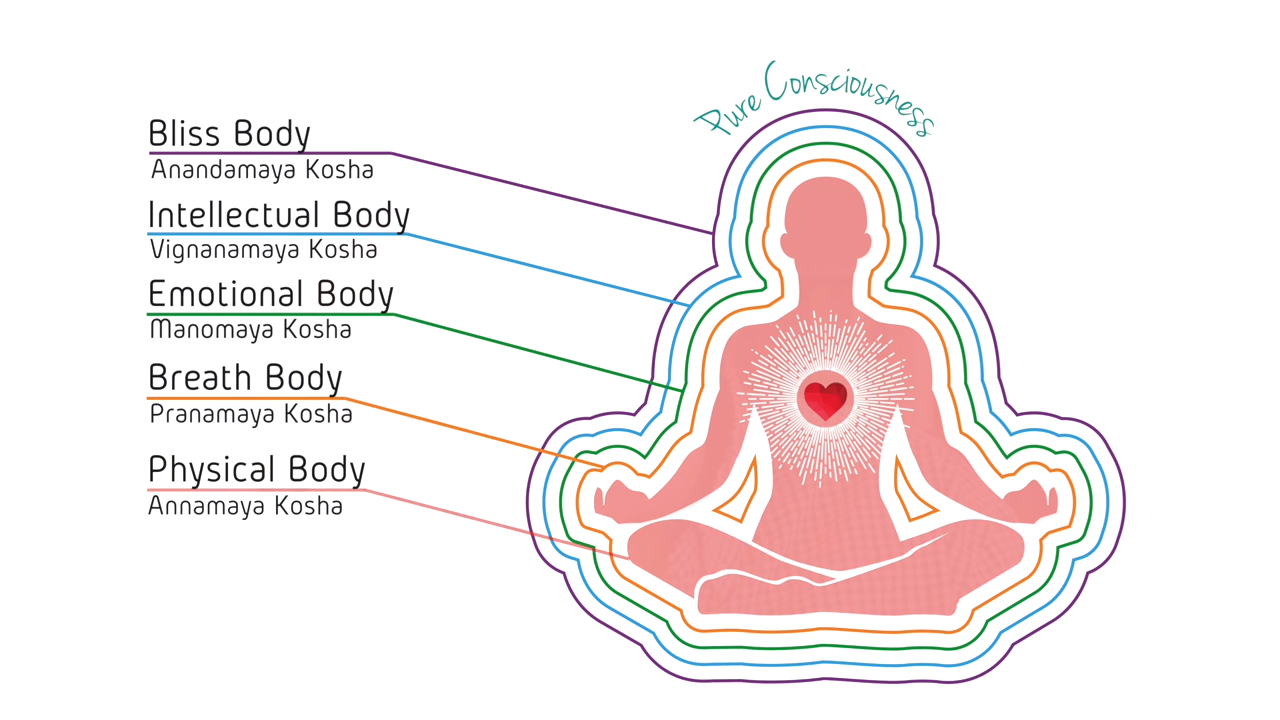 Pure Consciousness
Bliss Body
Anandamaya Kosha
Intellectual Body
Vignanamaya Kosha
Emotional Body
Manomaya Kosha
Breath Body
Pranamaya Kosha
Physical Body
Annamaya Kosha